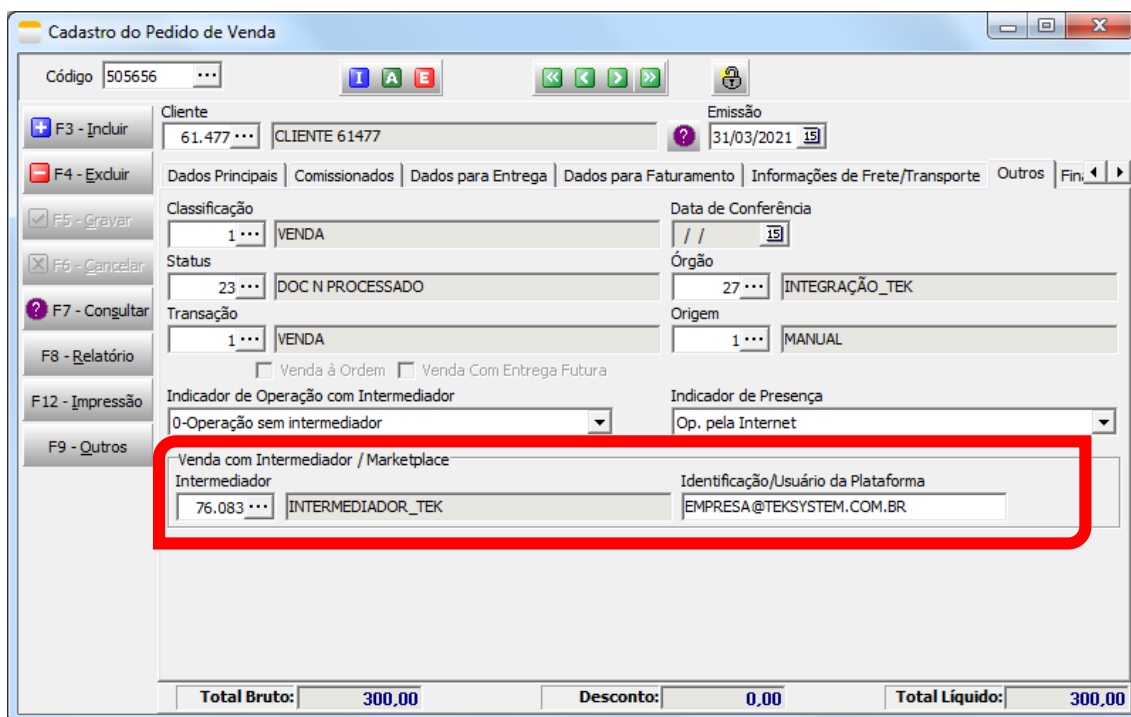 Cadastro do Pedido de Venda
Código 505656 ... I A E
Cliente Emissão
61.477 ... CLIENTE 61477 ? 31/03/2021 15
F3 - Incluir
F4 - Excluir
F5 - Gravar
F6 - Cancelar
F7 - Consultar
F8 - Relatório
F12 - Impressão
F9 - Outros
Dados Principais Comissionados Dados para Entrega Dados para Faturamento Informações de Frete/Transporte Outros
Classificação Data de Conferência
1 ... VENDA / / 15
Status Órgão
23 ... DOC N PROCESSADO 27 ... INTEGRAÇÃO_TEK
Transação Origem
1 ... VENDA 1 ... MANUAL
Venda à Ordem Venda Com Entrega Futura
Indicador de Operação com Intermediador Indicador de Presença
0-Operação sem intermediador Op. pela Internet
Venda com Intermediador / Marketplace
Intermediador Identificação/Usuário da Plataforma
76.083 ... INTERMEDIADOR_TEK EMPRESA@TEKSYSTEM.COM.BR
Total Bruto: 300,00 Desconto: 0,00 Total Líquido: 300,00